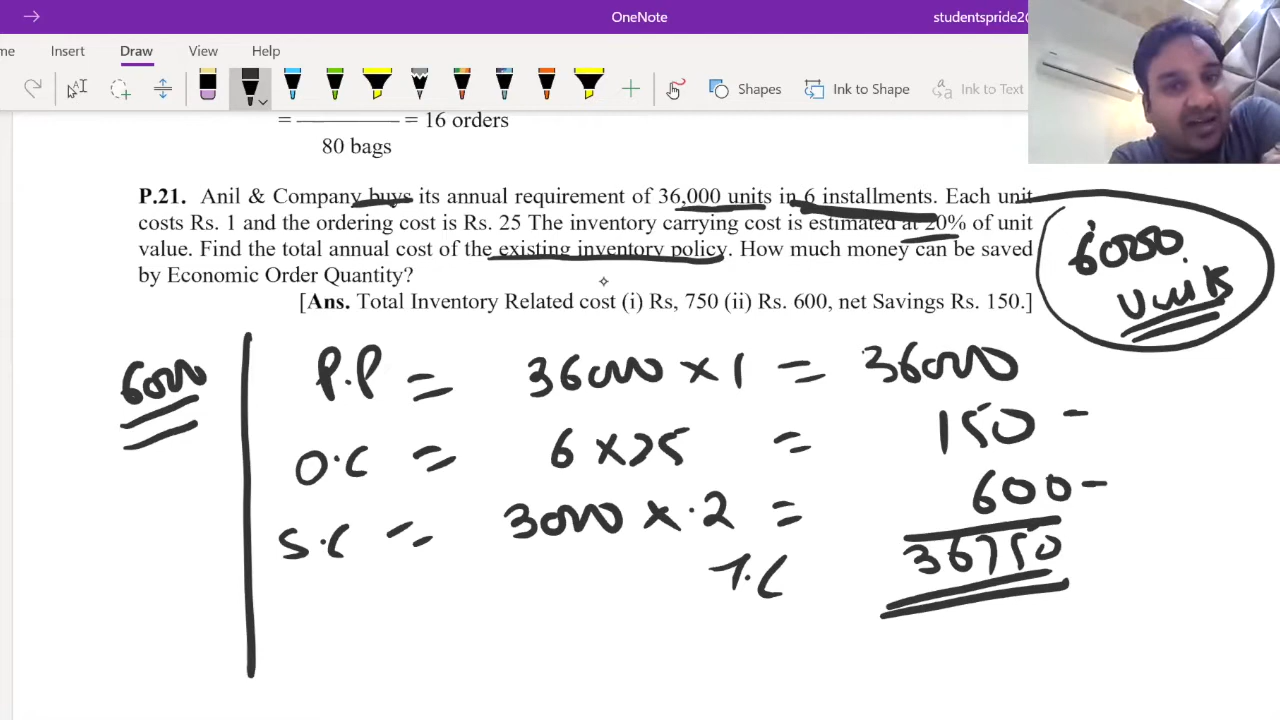 OneNote
studentspride20
me Insert Draw View Help
Shapes Ink to Shape Ink to Text
= = 16 orders
80 bags
P.21. Anil & Company buys its annual requirement of 36,000 units in 6 installments. Each unit
costs Rs. 1 and the ordering cost is Rs. 25 The inventory carrying cost is estimated at 20% of unit
value. Find the total annual cost of the existing inventory policy. How much money can be saved
by Economic Order Quantity?
[Ans. Total Inventory Related cost (i) Rs, 750 (ii) Rs. 600, net Savings Rs. 150.]
6000
units
6000
P.P = 36000 x 1 = 36000
O.C = 6 x 25 = 150 -
S.C = 3000 x .2 = 600 -
T.C 36750